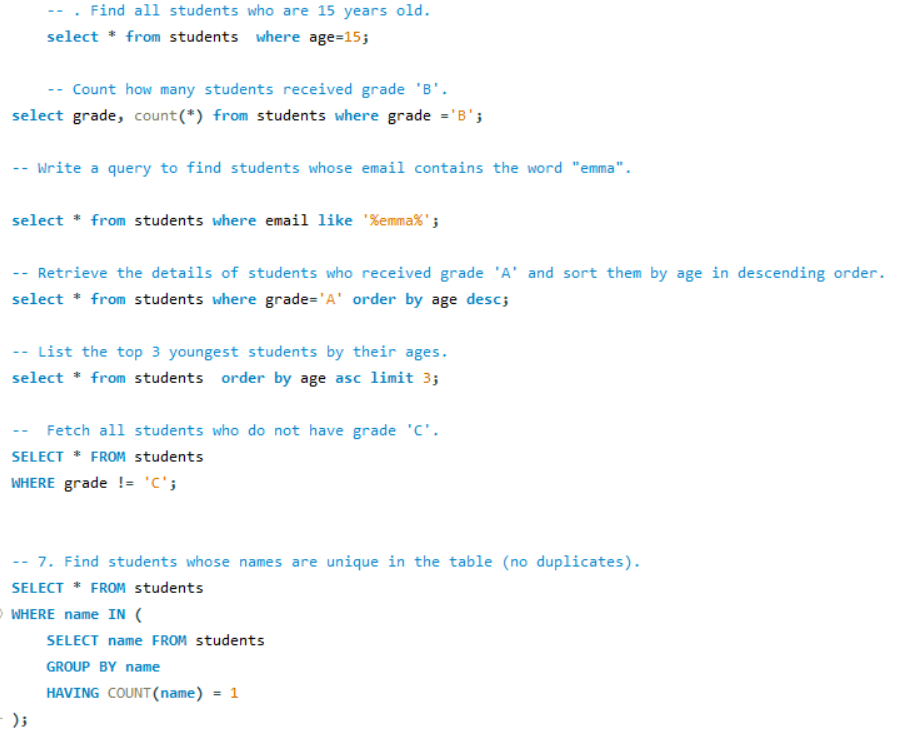 -- . Find all students who are 15 years old.
select * from students  where age=15;
-- Count how many students received grade 'B'.
select grade, count(*) from students where grade ='B';
-- Write a query to find students whose email contains the word "emma".
select * from students where email like '%emma%';
-- Retrieve the details of students who received grade 'A' and sort them by age in descending order.
select * from students where grade='A' order by age desc;
-- List the top 3 youngest students by their ages.
select * from students  order by age asc limit 3;
--  Fetch all students who do not have grade 'C'.
SELECT * FROM students
WHERE grade != 'C';
-- 7. Find students whose names are unique in the table (no duplicates).
SELECT * FROM students
WHERE name IN (
SELECT name FROM students
GROUP BY name
HAVING COUNT(name) = 1
);